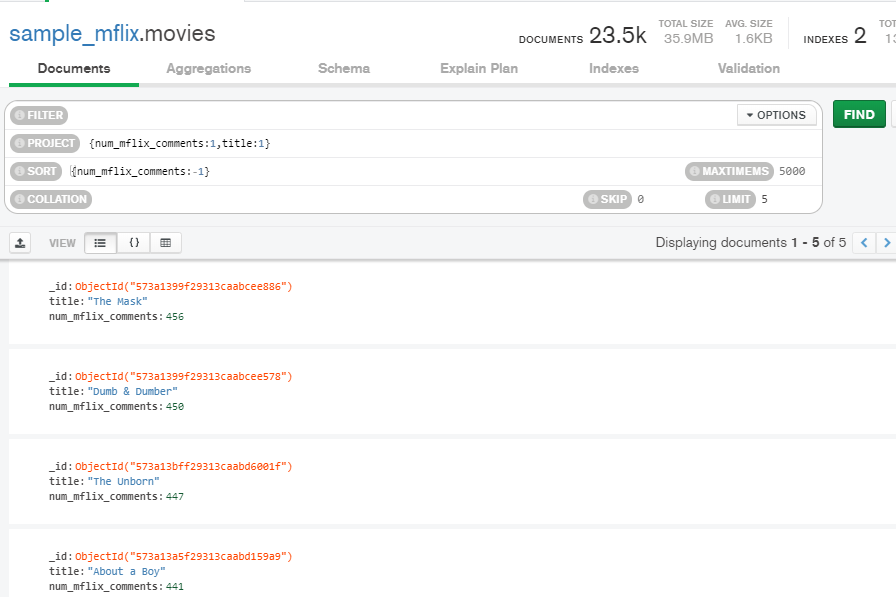 sample_mflix.movies
DOCUMENTS 23.5k TOTAL SIZE 35.9MB AVG. SIZE 1.6KB INDEXES 2
Documents Aggregations Schema Explain Plan Indexes Validation
FILTER OPTIONS FIND
PROJECT {num_mflix_comments:1,title:1}
SORT {num_mflix_comments:-1} MAXTIMEMS 5000
COLLATION SKIP 0 LIMIT 5
VIEW {} Displaying documents 1 - 5 of 5 < >
_id:ObjectId("573a1399f29313caabcee886")
title:"The Mask"
num_mflix_comments:456
_id:ObjectId("573a1399f29313caabcee578")
title:"Dumb & Dumber"
num_mflix_comments:450
_id:ObjectId("573a13bff29313caabd6001f")
title:"The Unborn"
num_mflix_comments:447
_id:ObjectId("573a13a5f29313caabd159a9")
title:"About a Boy"
num_mflix_comments:441